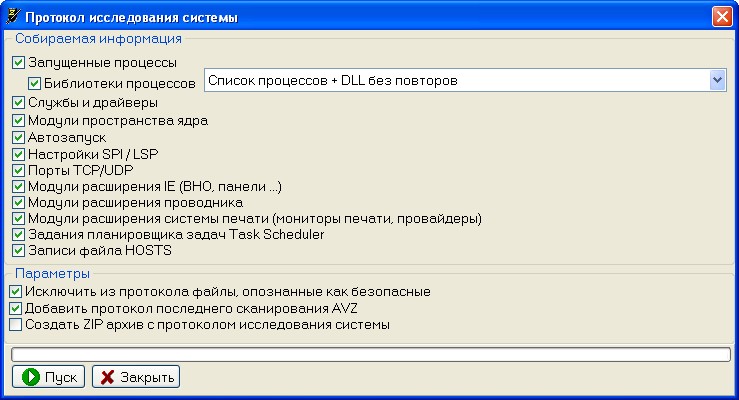 Протокол исследования системы
Собираемая информация
Запущенные процессы
Библиотеки процессов Список процессов + DLL без повторов
Службы и драйверы
Модули пространства ядра
Автозапуск
Настройки SPI / LSP
Порты TCP/UDP
Модули расширения IE (BHO, панели ...)
Модули расширения проводника
Модули расширения системы печати (мониторы печати, провайдеры)
Задания планировщика задач Task Scheduler
Записи файла HOSTS
Параметры
Исключить из протокола файлы, опознанные как безопасные
Добавить протокол последнего сканирования AVZ
Создать ZIP архив с протоколом исследования системы
Пуск Закрыть